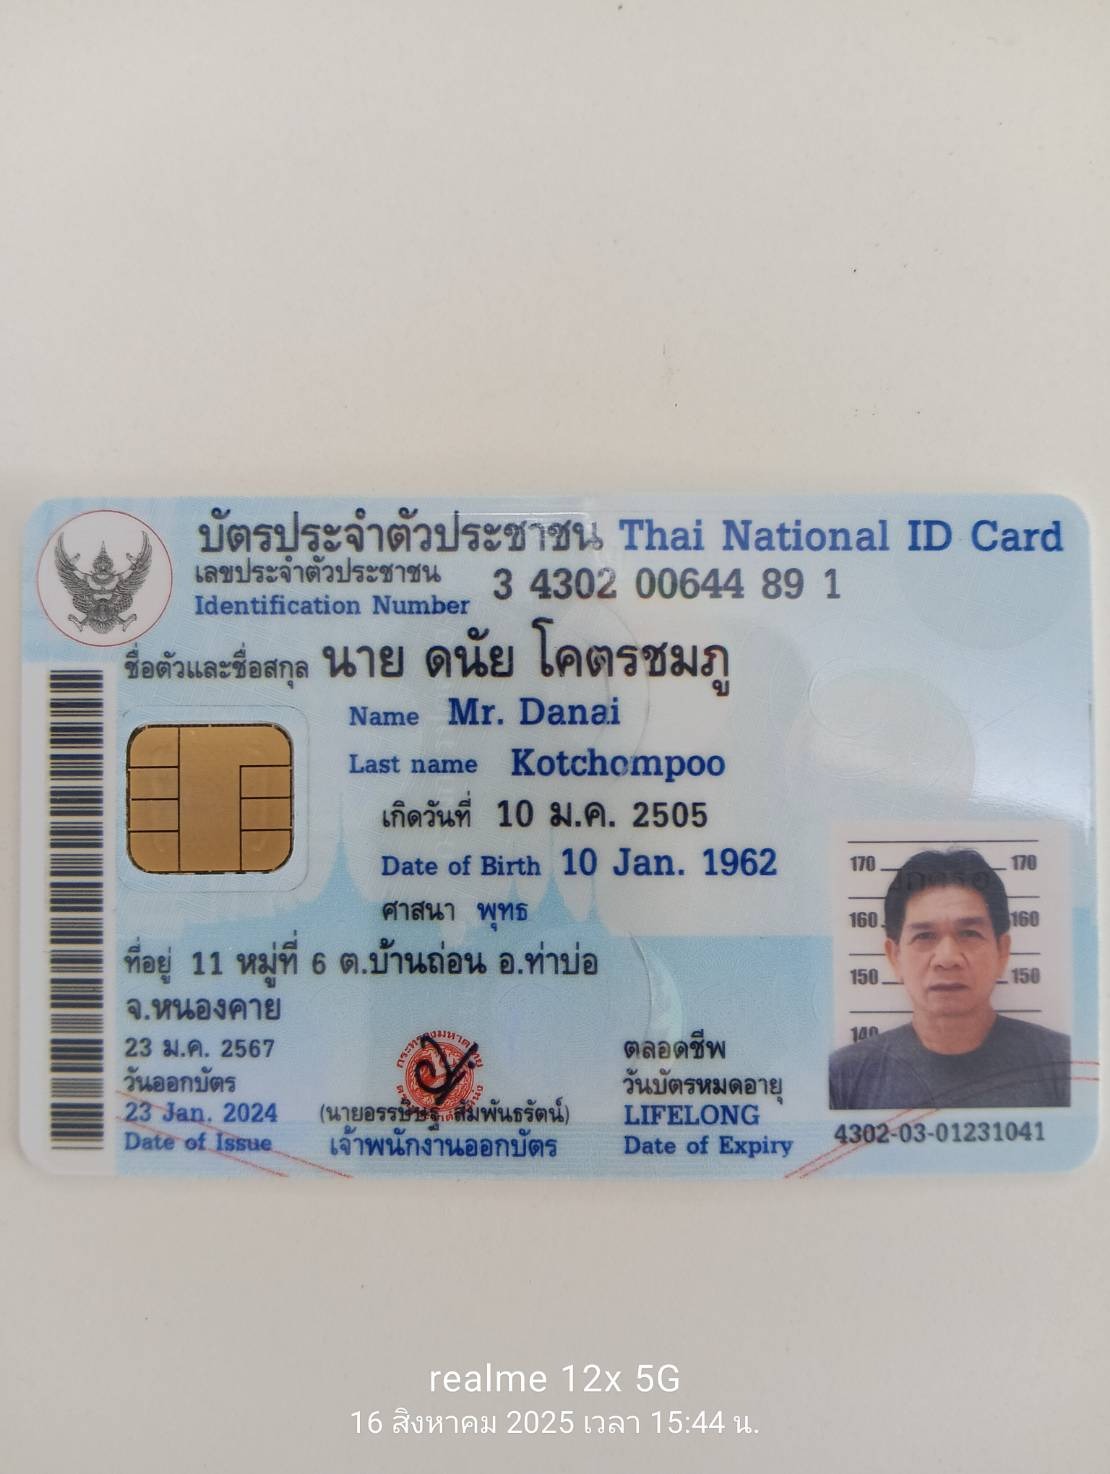 บัตรประจำตัวประชาชน Thai National ID Card
เลขประจำตัวประชาชน
Identification Number 3 4302 00644 89 1
ชื่อตัวและชื่อสกุล นาย ดนัย โคตรชมภู
Name Mr. Danai
Last name Kotchompoo
เกิดวันที่ 10 ม.ค. 2505
Date of Birth 10 Jan. 1962
ศาสนา พุทธ
ที่อยู่ 11 หมู่ที่ 6 ต.บ้านถ่อน อ.ท่าบ่อ
จ.หนองคาย
23 ม.ค. 2567
วันออกบัตร
23 Jan. 2024
Date of Issue
สัมพันธรัตน์)
เจ้าพนักงานออกบัตร
ตลอดชีพ
วันบัตรหมดอายุ
LIFELONG
Date of Expiry
170 170
160 160
150 150
140
4302-03-01231041
realme 12x 5G
16 สิงหาคม 2025 เวลา 15:44 น.